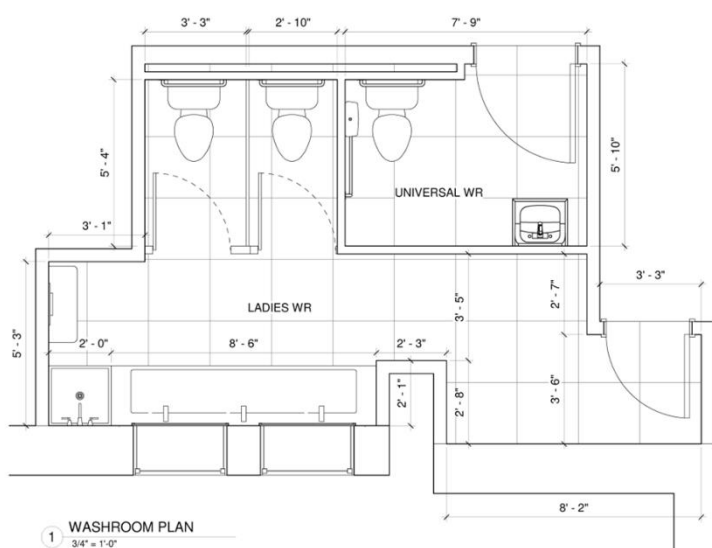 3' - 3"
2' - 10"
7' - 9"
5' - 4"
5' - 10"
UNIVERSAL WR
3' - 1"
3' - 3"
2' - 7"
3' - 5"
LADIES WR
5' - 3"
2' - 0"
8' - 6"
2' - 3"
2' - 1"
2' - 8"
3' - 6"
8' - 2"
1
WASHROOM PLAN
3/4" = 1'-0"